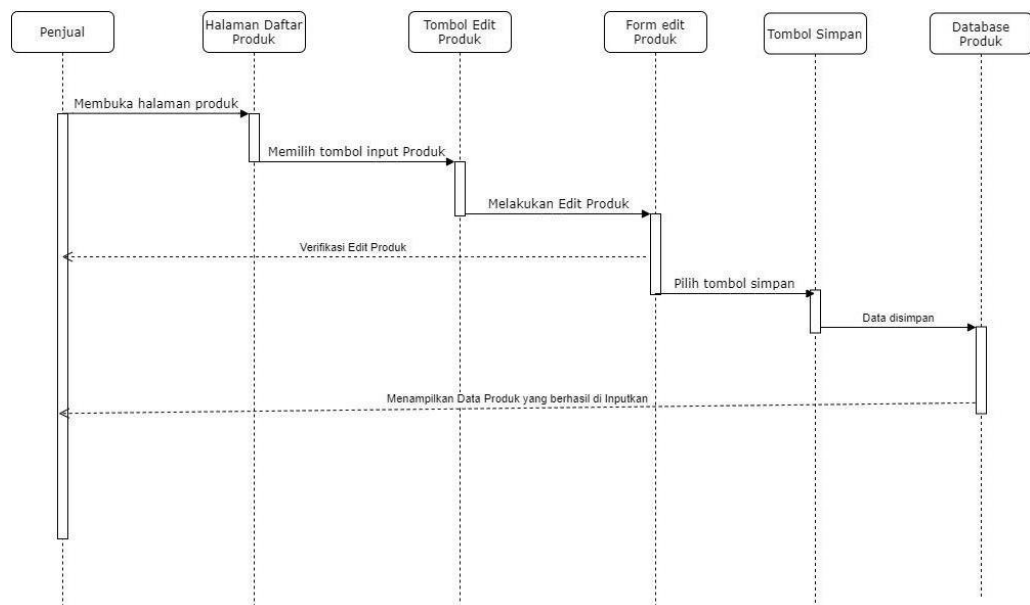 Penjual
Halaman Daftar
Produk
Tombol Edit
Produk
Form edit
Produk
Tombol Simpan
Database
Produk
Membuka halaman produk
Memilih tombol input Produk
Melakukan Edit Produk
Verifikasi Edit Produk
Pilih tombol simpan
Data disimpan
Menampilkan Data Produk yang berhasil di Inputkan